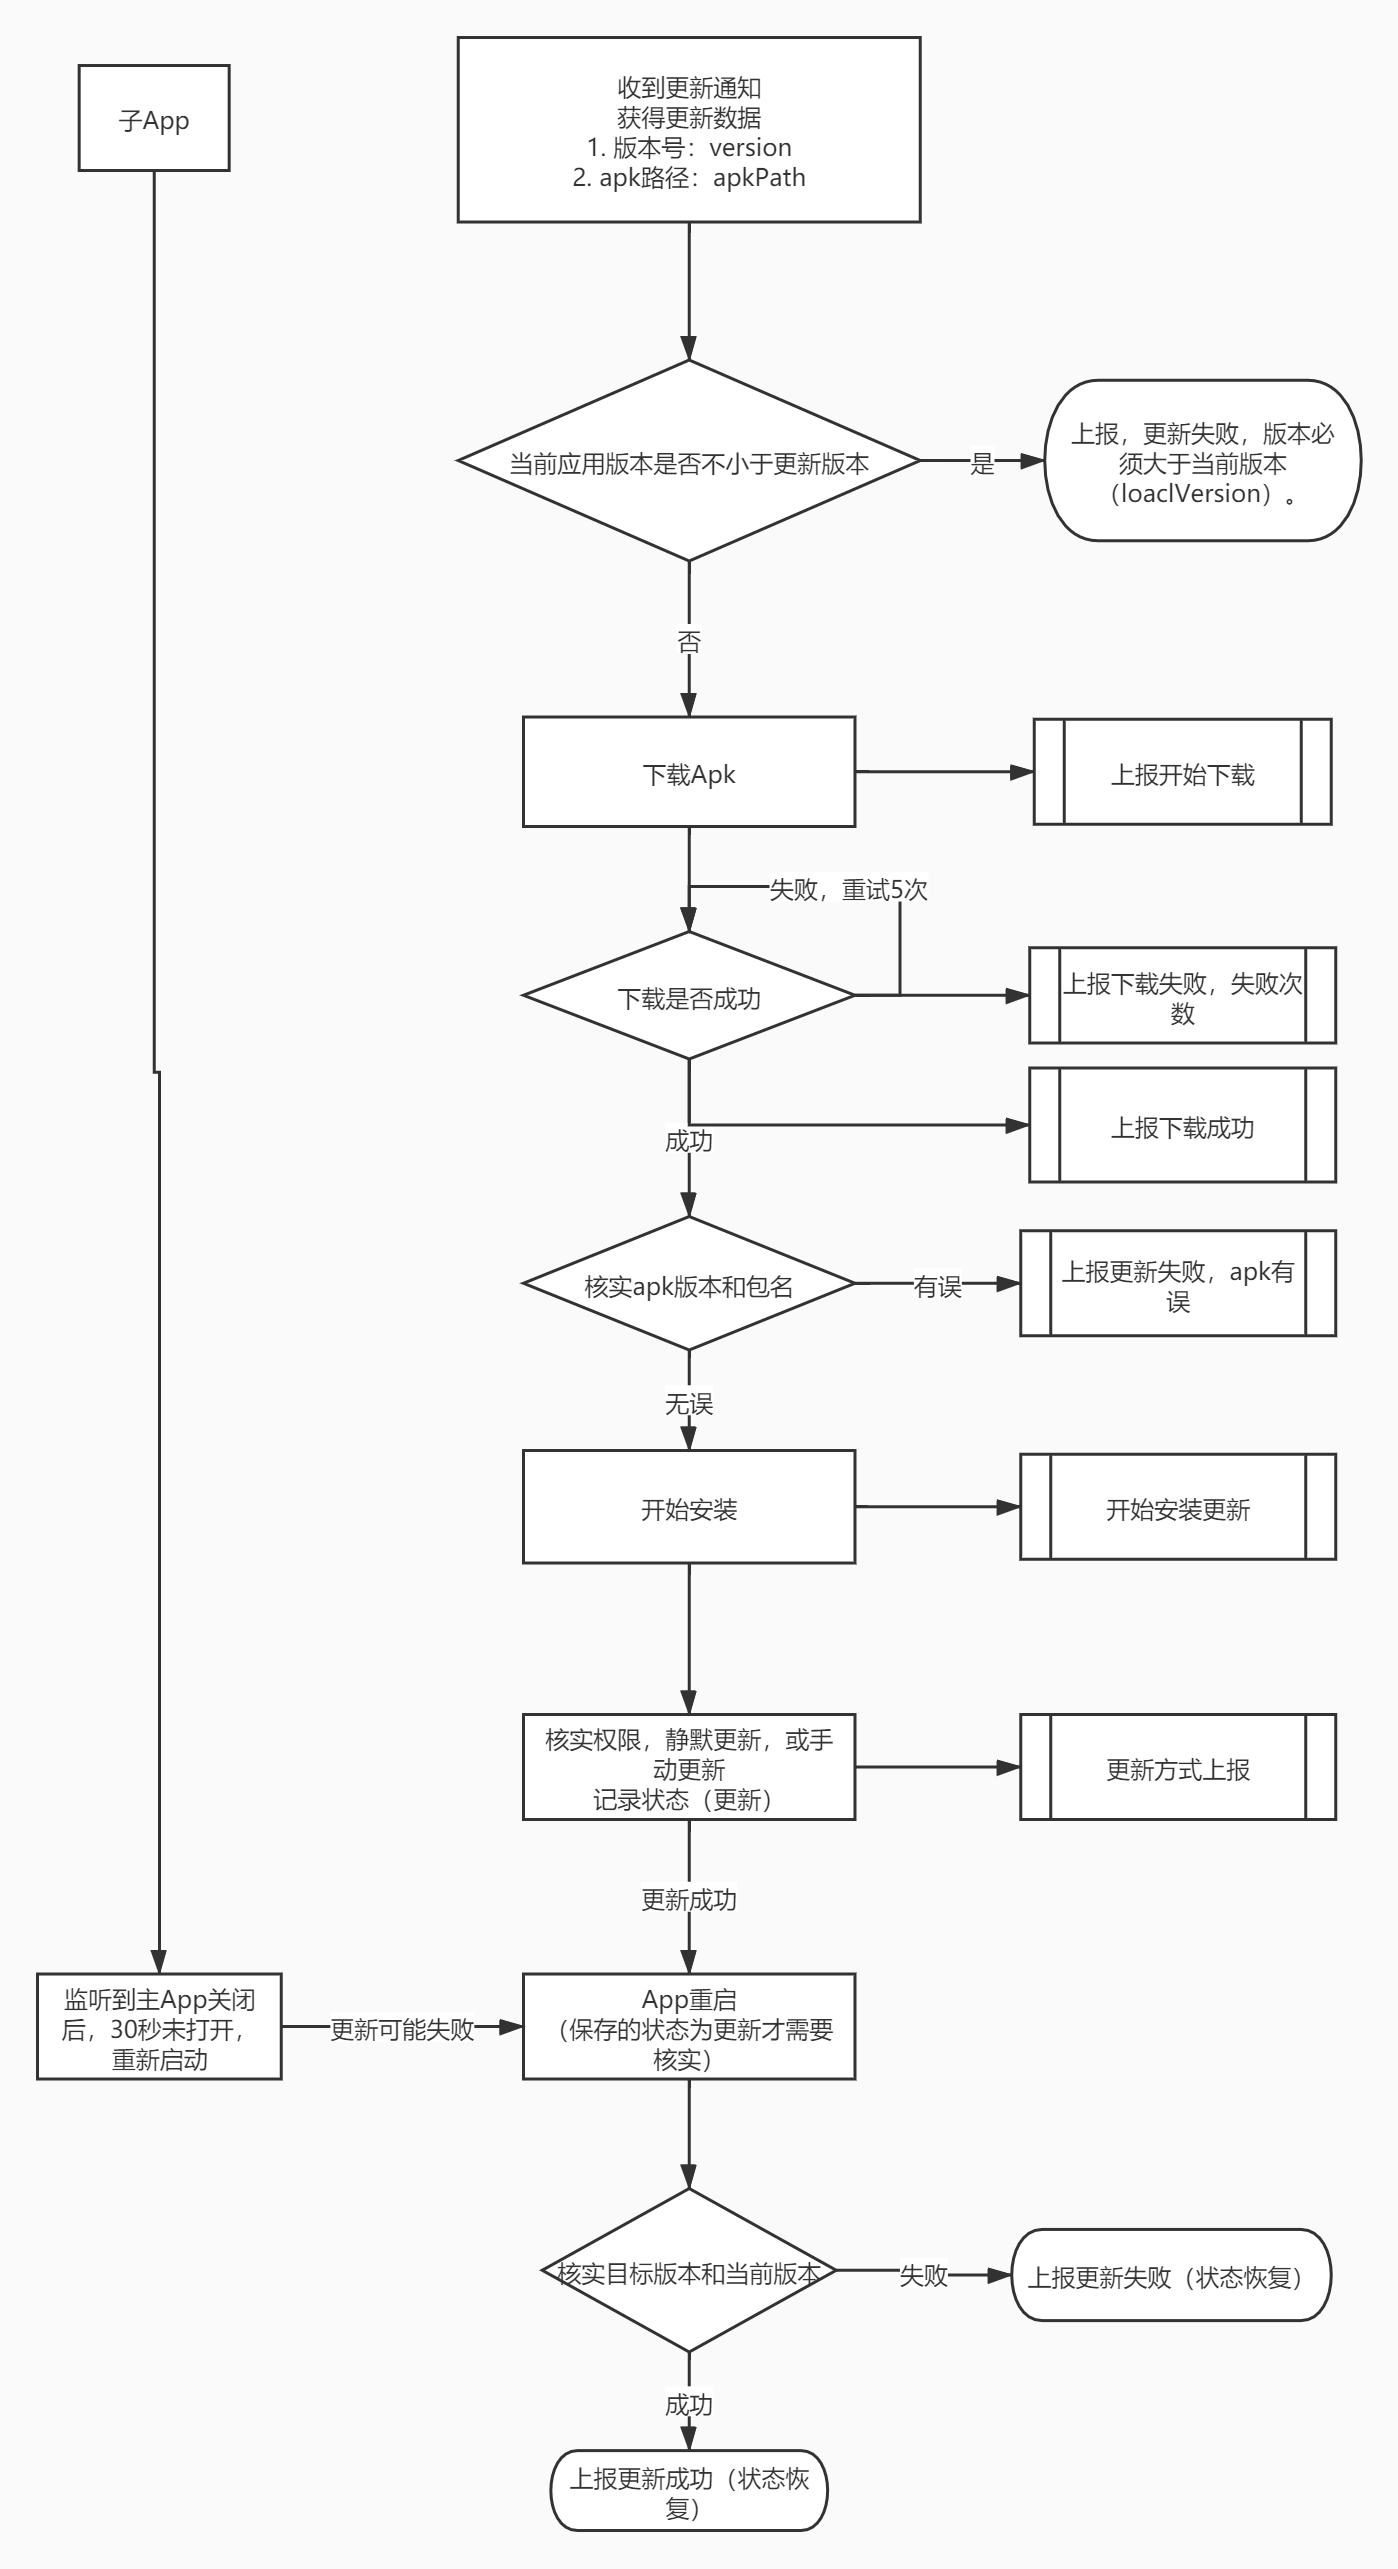 子App
收到更新通知
获得更新数据
1. 版本号：version
2. apk路径：apkPath
当前应用版本是否不小于更新版本
是
上报，更新失败，版本必
须大于当前版本
（loaclVersion）。
否
下载Apk
上报开始下载
失败，重试5次
下载是否成功
上报下载失败，失败次
数
上报下载成功
成功
核实apk版本和包名
有误
上报更新失败，apk有
误
无误
开始安装
开始安装更新
核实权限，静默更新，或手
动更新
记录状态（更新）
更新方式上报
更新成功
监听到主App关闭
后，30秒未打开，
重新启动
更新可能失败
App重启
（保存的状态为更新才需要
核实）
核实目标版本和当前版本
失败
上报更新失败（状态恢复）
成功
上报更新成功（状态恢
复）